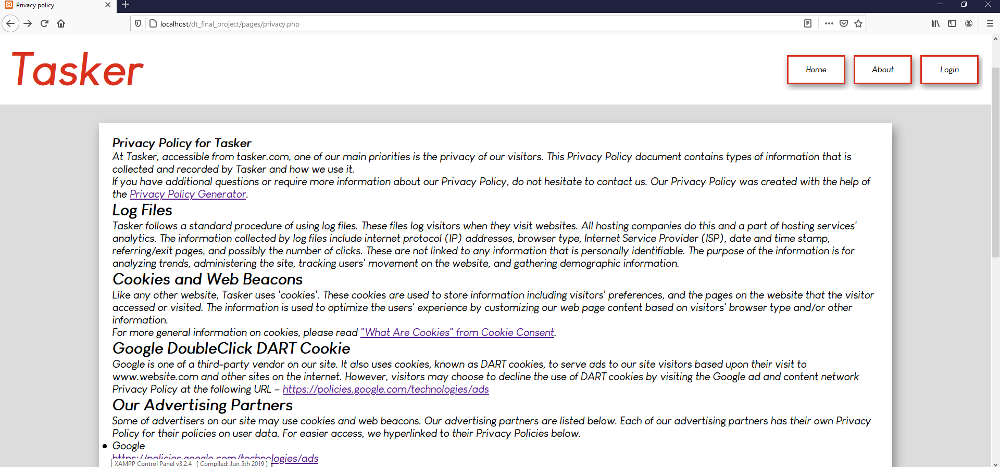 Privacy policy
localhost/dt_final_project/pages/privacy.php
Tasker
Home
About
Login
Privacy Policy for Tasker
At Tasker, accessible from tasker.com, one of our main priorities is the privacy of our visitors. This Privacy Policy document contains types of information that is
collected and recorded by Tasker and how we use it.
If you have additional questions or require more information about our Privacy Policy, do not hesitate to contact us. Our Privacy Policy was created with the help of
the Privacy Policy Generator.
Log Files
Tasker follows a standard procedure of using log files. These files log visitors when they visit websites. All hosting companies do this and a part of hosting services'
analytics. The information collected by log files include internet protocol (IP) addresses, browser type, Internet Service Provider (ISP), date and time stamp,
referring/exit pages, and possibly the number of clicks. These are not linked to any information that is personally identifiable. The purpose of the information is for
analyzing trends, administering the site, tracking users' movement on the website, and gathering demographic information.
Cookies and Web Beacons
Like any other website, Tasker uses 'cookies'. These cookies are used to store information including visitors' preferences, and the pages on the website that the visitor
accessed or visited. The information is used to optimize the users' experience by customizing our web page content based on visitors' browser type and/or other
information.
For more general information on cookies, please read "What Are Cookies" from Cookie Consent.
Google DoubleClick DART Cookie
Google is one of a third-party vendor on our site. It also uses cookies, known as DART cookies, to serve ads to our site visitors based upon their visit to
www.website.com and other sites on the internet. However, visitors may choose to decline the use of DART cookies by visiting the Google ad and content network
Privacy Policy at the following URL – https://policies.google.com/technologies/ads
Our Advertising Partners
Some of advertisers on our site may use cookies and web beacons. Our advertising partners are listed below. Each of our advertising partners has their own Privacy
Policy for their policies on user data. For easier access, we hyperlinked to their Privacy Policies below.
Google
https://policies.google.com/technologies/ads
XAMPP Control Panel v3.2.4 [ Compiled: Jun 5th 2019 ]